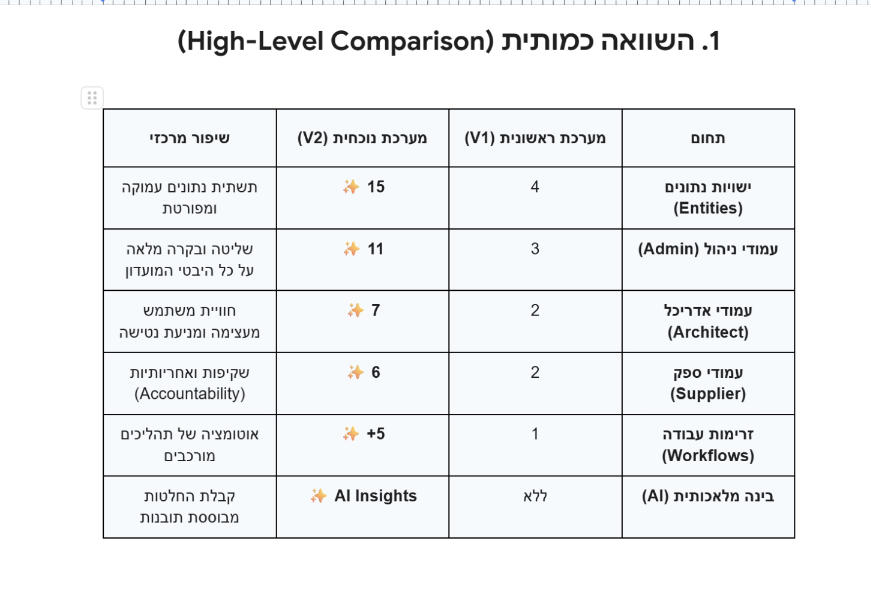 1. השוואה כמותית (High-Level Comparison)
תחום
מערכת ראשונית (V1)
מערכת נוכחית (V2)
שיפור מרכזי
ישויות נתונים
(Entities)
4
15 ✨
תשתית נתונים עמוקה
ומפורטת
עמודי ניהול (Admin)
3
11 ✨
שליטה ובקרה מלאה
על כל היבטי המועדון
עמודי אדריכל
(Architect)
2
7 ✨
חוויית משתמש
מעצימה ומניעת נטישה
עמודי ספק
(Supplier)
2
6 ✨
שקיפות ואחריותיות
(Accountability)
זרימות עבודה
(Workflows)
1
5+ ✨
אוטומציה של תהליכים
מורכבים
בינה מלאכותית (AI)
ללא
AI Insights ✨
קבלת החלטות
מבוססת תובנות